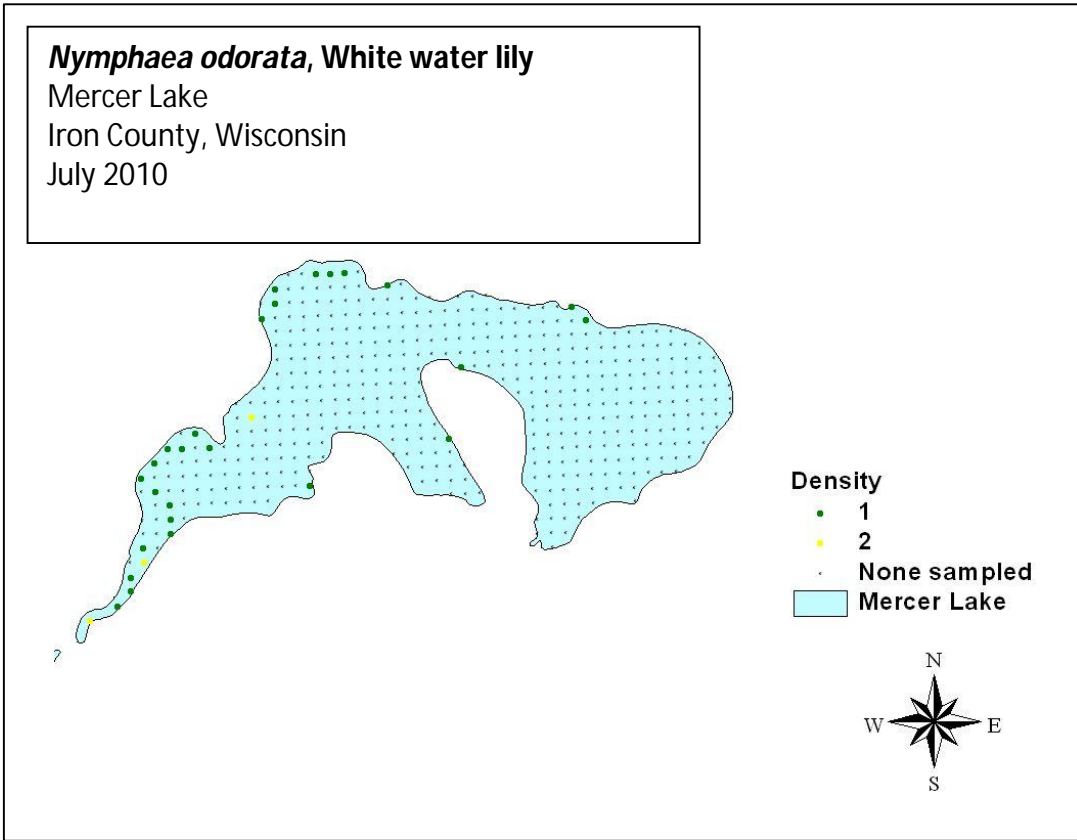 Nymphaea odorata, White water lily
Mercer Lake
Iron County, Wisconsin
July 2010
Density
1
2
None sampled
Mercer Lake
N
W E
S